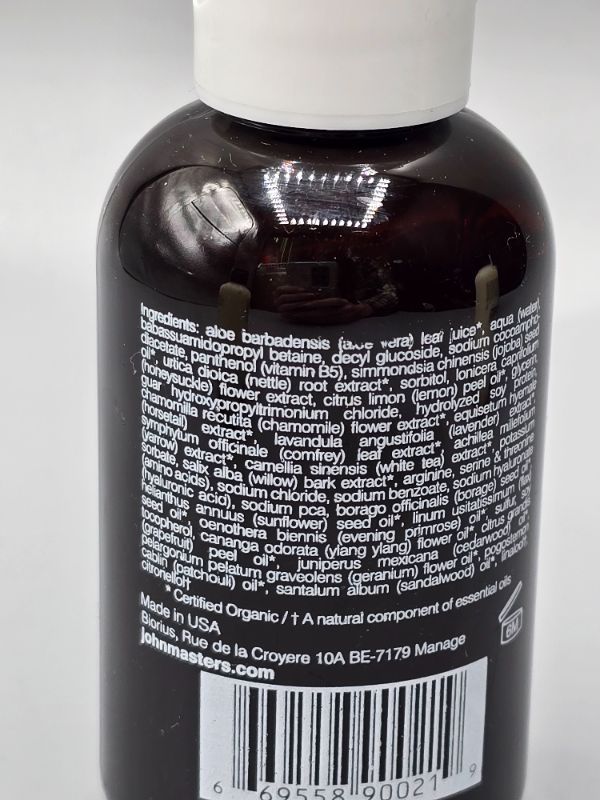 Ingredients: aloe barbadensis (aloe vera) leaf juice*, aqua (water),
babassuamidopropyl betaine, decyl glucoside, sodium cocoampho-
diacetate, panthenol (vitamin B5), simmondsia chinensis (jojoba) seed
oil*, urtica dioica (nettle) root extract*, sorbitol, lonicera caprifolium
(honeysuckle) flower extract, citrus limon (lemon) peel oil*, glycerin,
guar hydroxypropyltrimonium chloride, hydrolyzed soy protein,
chamomilla recutita (chamomile) flower extract*, equisetum hyemale
(horsetail) extract*, lavandula angustifolia (lavender) extract*,
symphytum officinale (comfrey) leaf extract*, achillea millefolium
(yarrow) extract*, camellia sinensis (white tea) extract*, potassium
sorbate, salix alba (willow) bark extract*, arginine, serine & threonine
(amino acids), sodium chloride, sodium benzoate, sodium hyaluronate
(hyaluronic acid), sodium pca, borago officinalis (borage) seed oil*,
helianthus annuus (sunflower) seed oil*, linum usitatissimum (flax)
seed oil*, oenothera biennis (evening primrose) oil*, sulfur, soy
tocopherol, cananga odorata (ylang ylang) flower oil*, citrus grandis
(grapefruit) peel oil*, juniperus mexicana (cedarwood) oil*,
pelargonium graveolens (geranium) flower oil*, pogostemon
cablin (patchouli) oil*, santalum album (sandalwood) oil*, linalool†,
citronellol†
* Certified Organic / † A natural component of essential oils
Made in USA
Biorius, Rue de la Croyere 10A BE-7179 Manage
johnmasters.com
6M
6 69558 90021 9